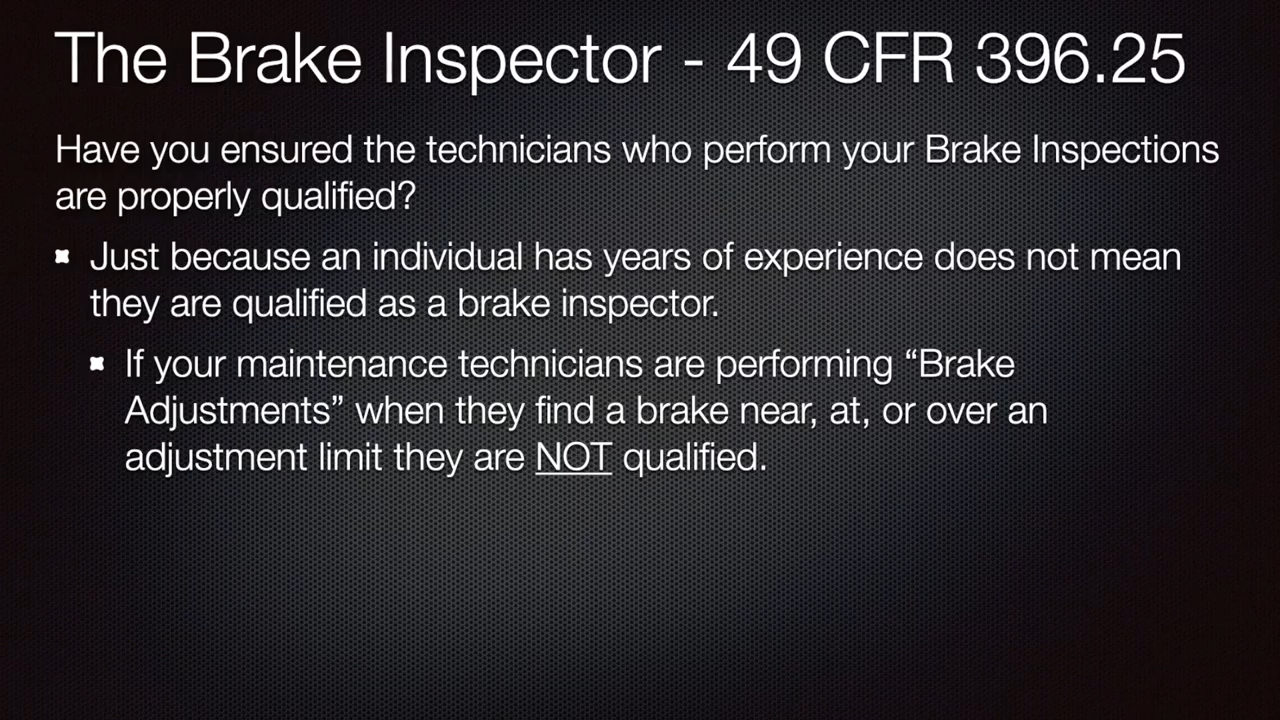 The Brake Inspector - 49 CFR 396.25
Have you ensured the technicians who perform your Brake Inspections
are properly qualified?
Just because an individual has years of experience does not mean
they are qualified as a brake inspector.
If your maintenance technicians are performing “Brake
Adjustments” when they find a brake near, at, or over an
adjustment limit they are NOT qualified.